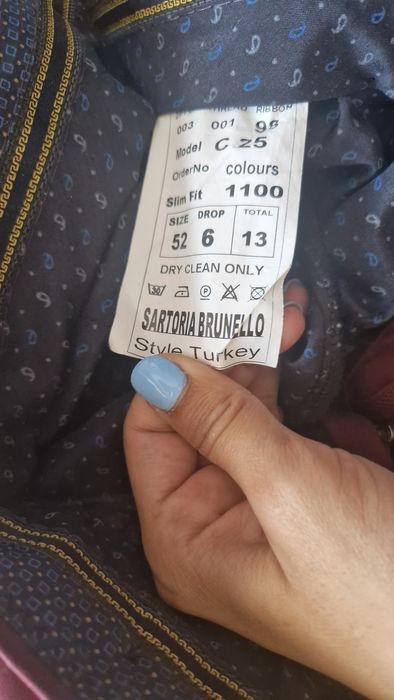 RIBBON
003 001 98
Model C 25
OrderNo colours
Slim Fit 1100
SIZE DROP TOTAL
52 6 13
DRY CLEAN ONLY
SARTORIA BRUNELLO
Style Turkey